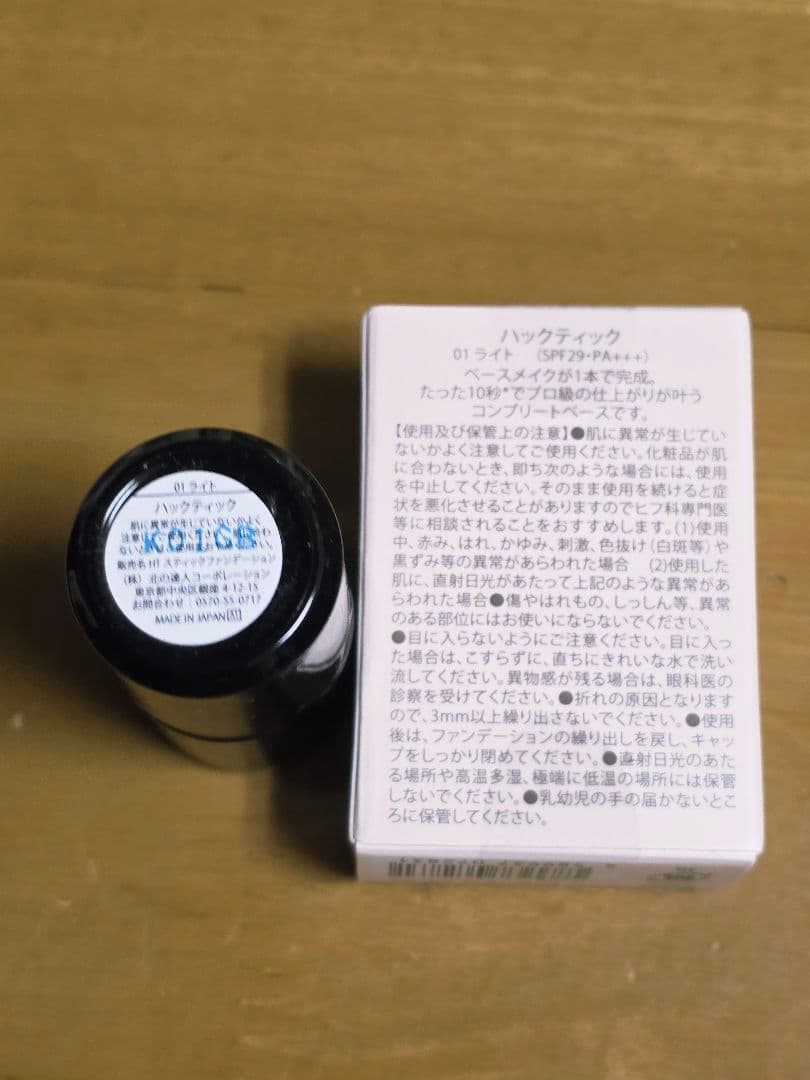 01 ライト
ハックティック
肌に異常が生じていないかよく
K01GB
販売名 HT スティックファンデーション
(株) 北の達人コーポレーション
東京都中央区銀座 4-12-15
お問合わせ:0570-55-0717
MADE IN JAPAN
ハックティック
01 ライト (SPF29・PA+++)
ベースメイクが1本で完成。
たった10秒*でプロ級の仕上がりが叶う
コンプリートベースです。
【使用及び保管上の注意】●肌に異常が生じてい
ないかよく注意してご使用ください。化粧品が肌
に合わないとき、即ち次のような場合には、使用
を中止してください。そのまま使用を続けると症
状を悪化させることがありますのでヒフ科専門医
等に相談されることをおすすめします。(1)使用
中、赤み、はれ、かゆみ、刺激、色抜け(白斑等)や
黒ずみ等の異常があらわれた場合 (2)使用した
肌に、直射日光があたって上記のような異常があ
らわれた場合●傷やはれもの、しっしん等、異常
のある部位にはお使いにならないでください。
●目に入らないようにご注意ください。目に入っ
た場合は、こすらずに、直ちにきれいな水で洗い
流してください。異物感が残る場合は、眼科医の
診察を受けてください。●折れの原因となります
ので、3mm以上繰り出さないでください。●使用
後は、ファンデーションの繰り出しを戻し、キャッ
プをしっかり閉めてください。●直射日光のあた
る場所や高温多湿、極端に低温の場所には保管
しないでください。●乳幼児の手の届かないとこ
ろに保管してください。